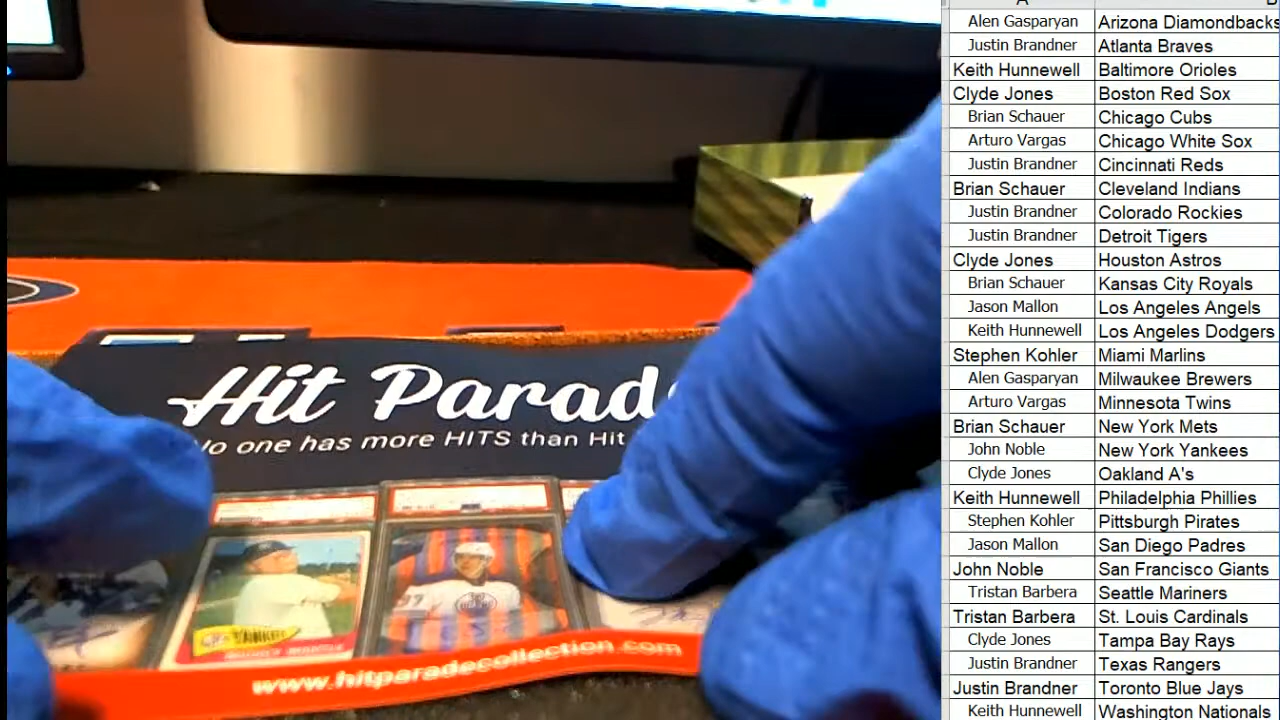 Hit Parad
No one has more HITS than Hit
97
www.hitparadecollection.com
A B
Alen Gasparyan Arizona Diamondbacks
Justin Brandner Atlanta Braves
Keith Hunnewell Baltimore Orioles
Clyde Jones Boston Red Sox
Brian Schauer Chicago Cubs
Arturo Vargas Chicago White Sox
Justin Brandner Cincinnati Reds
Brian Schauer Cleveland Indians
Justin Brandner Colorado Rockies
Justin Brandner Detroit Tigers
Clyde Jones Houston Astros
Brian Schauer Kansas City Royals
Jason Mallon Los Angeles Angels
Keith Hunnewell Los Angeles Dodgers
Stephen Kohler Miami Marlins
Alen Gasparyan Milwaukee Brewers
Arturo Vargas Minnesota Twins
Brian Schauer New York Mets
John Noble New York Yankees
Clyde Jones Oakland A's
Keith Hunnewell Philadelphia Phillies
Stephen Kohler Pittsburgh Pirates
Jason Mallon San Diego Padres
John Noble San Francisco Giants
Tristan Barbera Seattle Mariners
Tristan Barbera St. Louis Cardinals
Clyde Jones Tampa Bay Rays
Justin Brandner Texas Rangers
Justin Brandner Toronto Blue Jays
Keith Hunnewell Washington Nationals